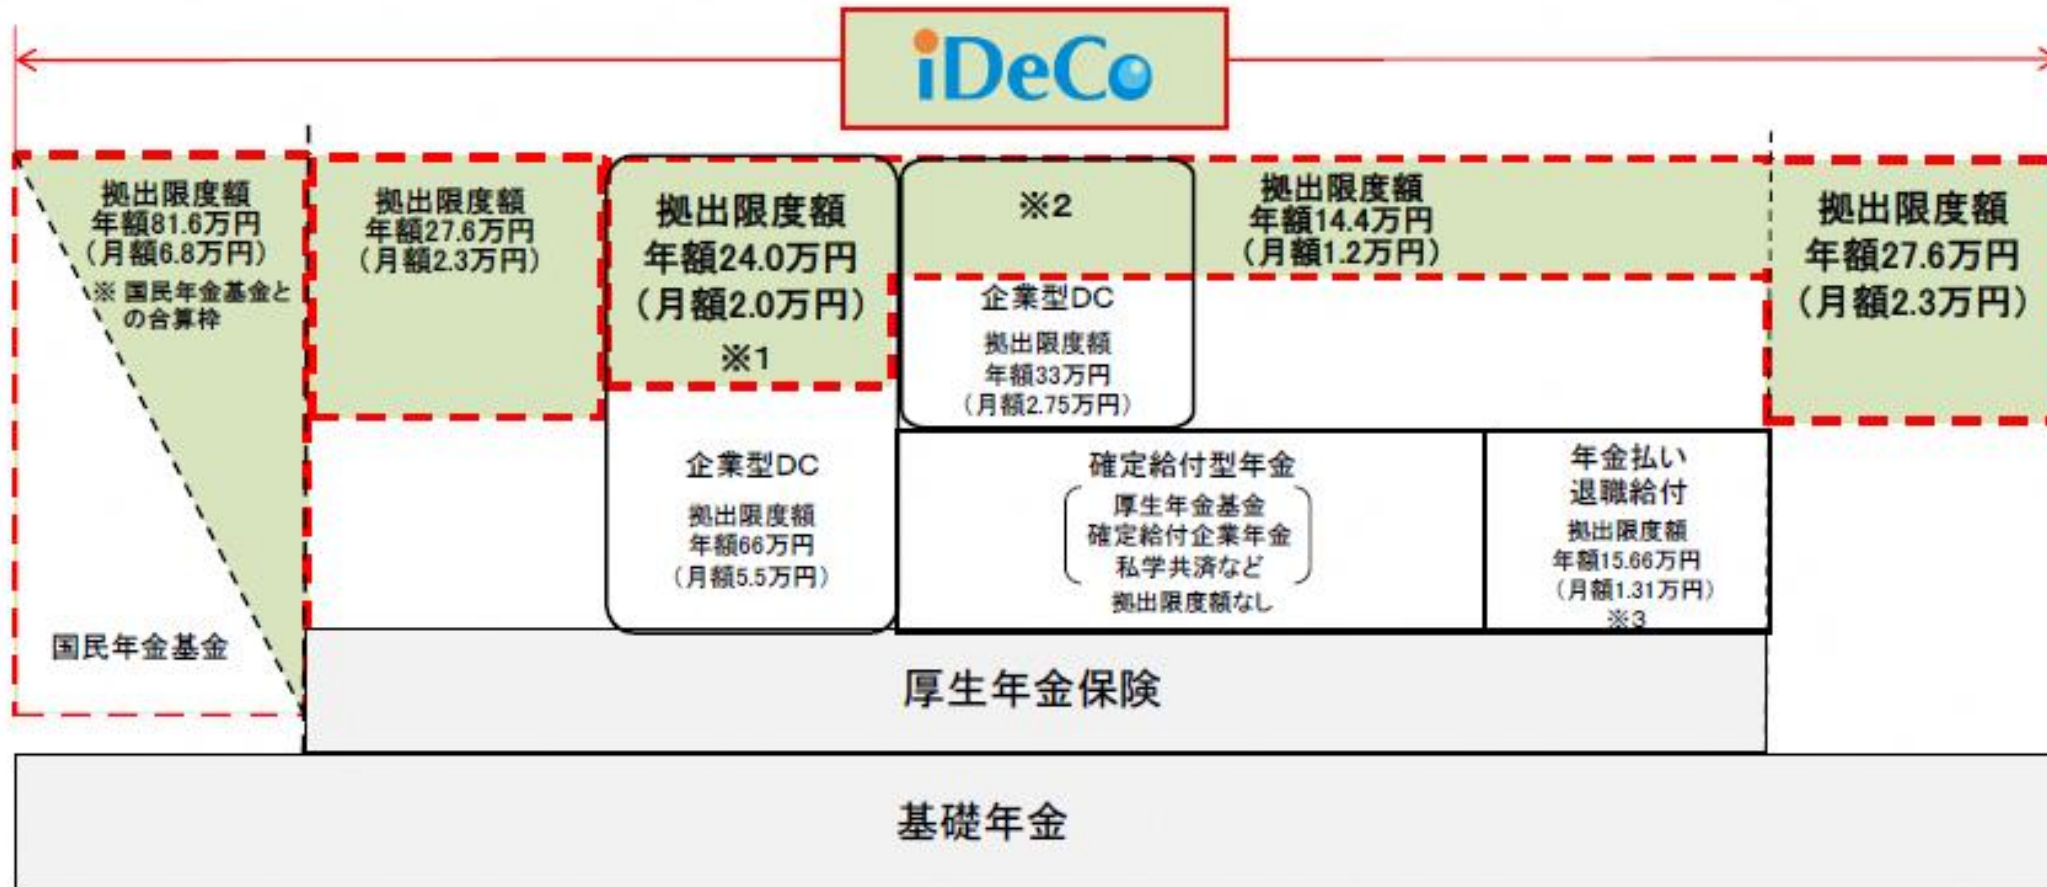 iDeCo
拠出限度額
年額81.6万円
（月額6.8万円）
※ 国民年金基金と
の合算枠
国民年金基金
拠出限度額
年額27.6万円
（月額2.3万円）
拠出限度額
年額24.0万円
（月額2.0万円）
※1
企業型DC
拠出限度額
年額66万円
（月額5.5万円）
※2
企業型DC
拠出限度額
年額33万円
（月額2.75万円）
拠出限度額
年額14.4万円
（月額1.2万円）
確定給付型年金
厚生年金基金
確定給付企業年金
私学共済など
拠出限度額なし
年金払い
退職給付
拠出限度額
年額15.66万円
（月額1.31万円）
※3
拠出限度額
年額27.6万円
（月額2.3万円）
厚生年金保険
基礎年金